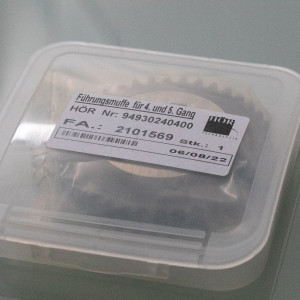 Führungsmuffe für 4. und 5. Gang
HÖR Nr: 94930240400
FA.: 2101569 Stk.: 1
06/08/22